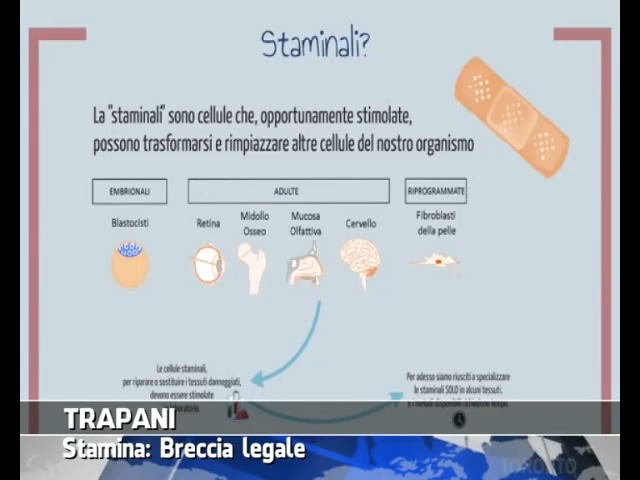 Staminali?
La "staminali" sono cellule che, opportunamente stimolate,
possono trasformarsi e rimpiazzare altre cellule del nostro organismo
EMBRIONALI
ADULTE
RIPROGRAMMATE
Blastocisti
Retina
Midollo
Osseo
Mucosa
Olfattiva
Cervello
Fibroblasti
della pelle
Le cellule staminali,
per riparare o sostituire i tessuti danneggiati,
devono essere stimolate
laboratorio.
Per adesso siamo riusciti a specializzare
le staminali SOLO in alcuni tessuti,
TRAPANI
Stamina: Breccia legale